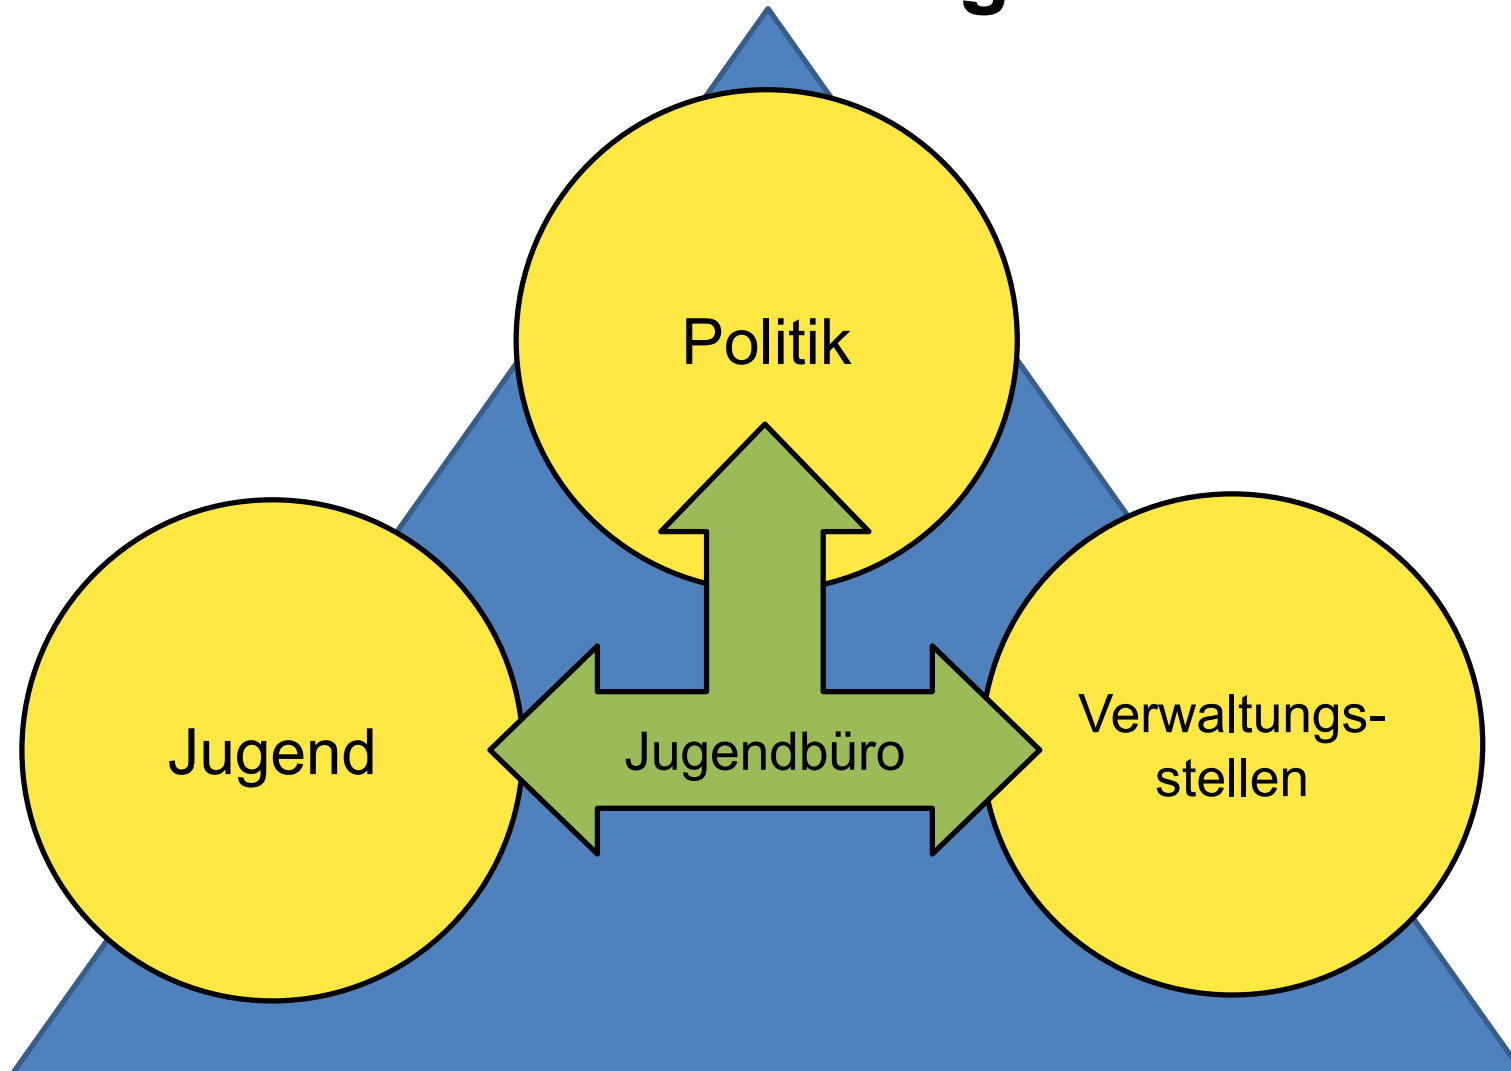 Politik
Jugend
Jugendbüro
Verwaltungs-
stellen